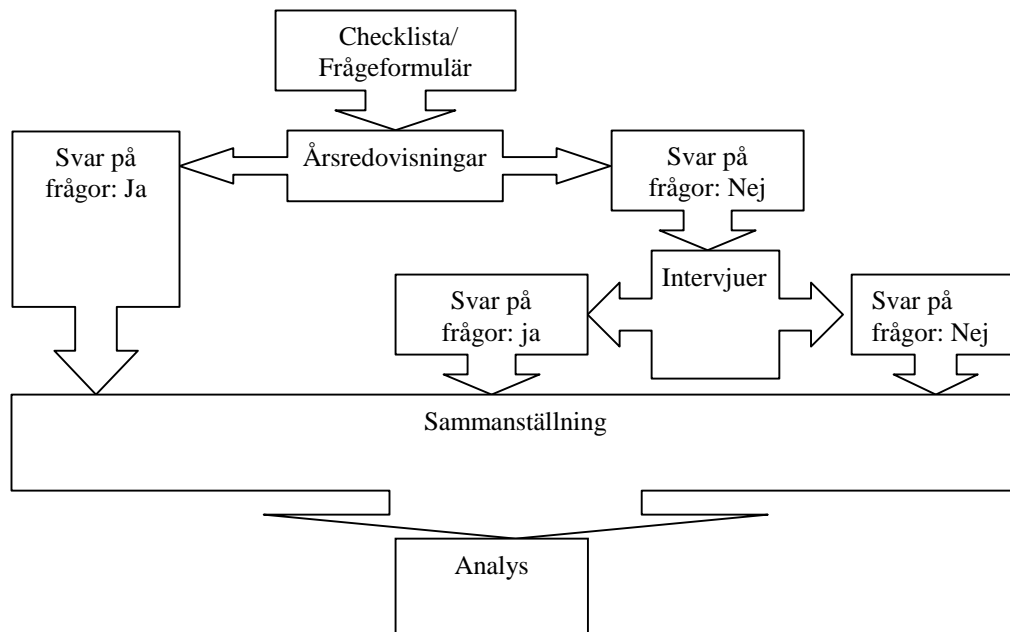 Checklista/
Frågeformulär
Årsredovisningar
Svar på
frågor: Ja
Svar på
frågor: Nej
Intervjuer
Svar på
frågor: ja
Svar på
frågor: Nej
Sammanställning
Analys